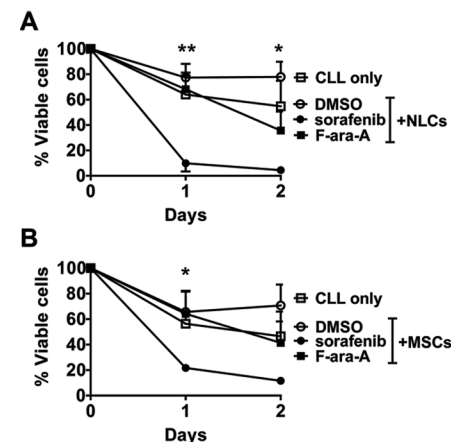 A
% Viable cells
100
80
60
40
20
0
** *
0 1 2
Days
CLL only
DMSO
sorafenib
F-ara-A
+NLCs
B
% Viable cells
100
80
60
40
20
0
*
0 1 2
Days
CLL only
DMSO
sorafenib
F-ara-A
+MSCs